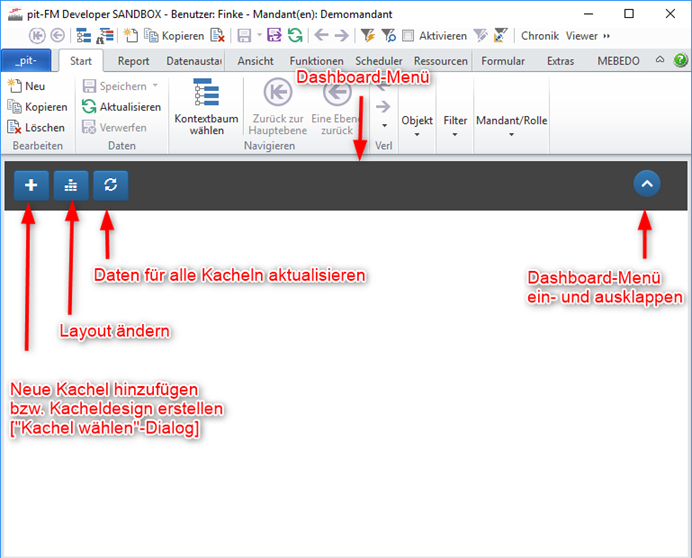 pit-FM Developer SANDBOX - Benutzer: Finke - Mandant(en): Demomandant
Kopieren Aktivieren Chronik Viewer
_pit- Start Report Datenaustau Ansicht Funktionen Scheduler Ressourcen Formular Extras MEBEDO
Dashboard-Menü
Neu
Kopieren
Löschen
Bearbeiten
Speichern
Aktualisieren
Verwerfen
Daten
Kontextbaum
wählen
Zurück zur
Hauptebene
Eine Ebene
zurück
Navigieren
Verl
Objekt
Filter
Mandant/Rolle
Daten für alle Kacheln aktualisieren
Dashboard-Menü
ein- und ausklappen
Layout ändern
Neue Kachel hinzufügen
bzw. Kacheldesign erstellen
["Kachel wählen"-Dialog]